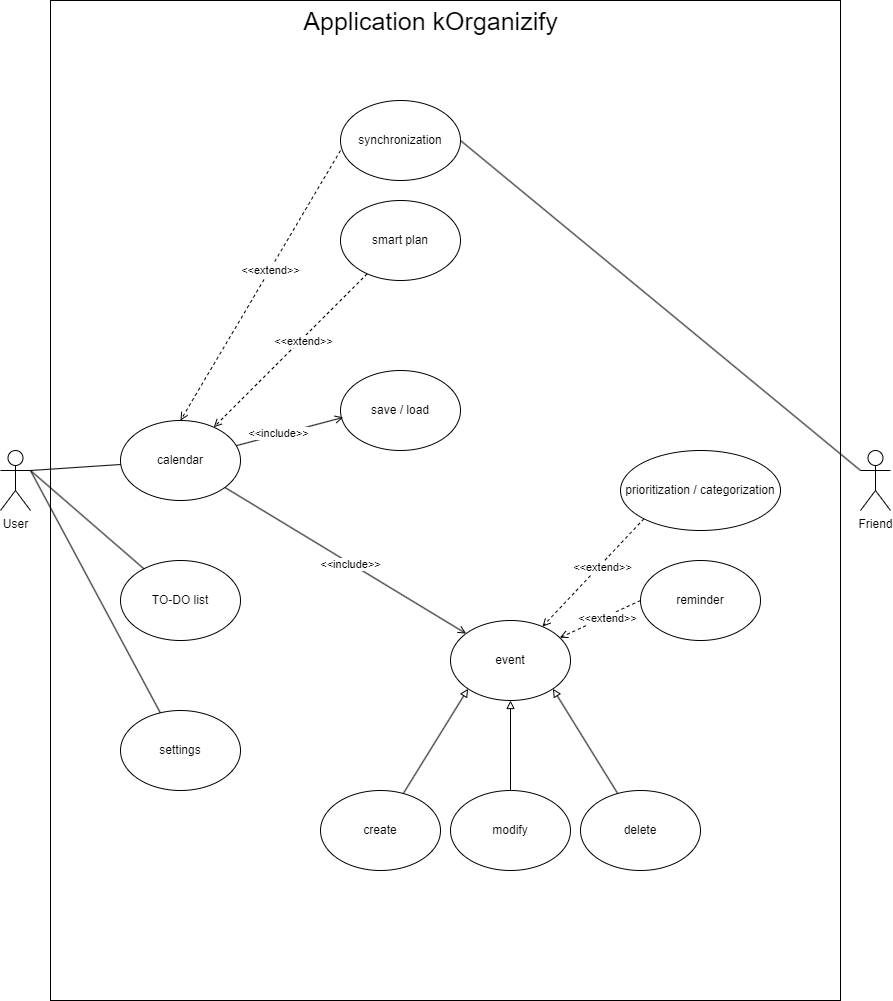 Application kOrganizify
synchronization
smart plan
<<extend>>
<<extend>>
save / load
<<include>>
calendar
prioritization / categorization
User
Friend
<<include>>
<<extend>>
TO-DO list
reminder
<<extend>>
event
settings
create
modify
delete